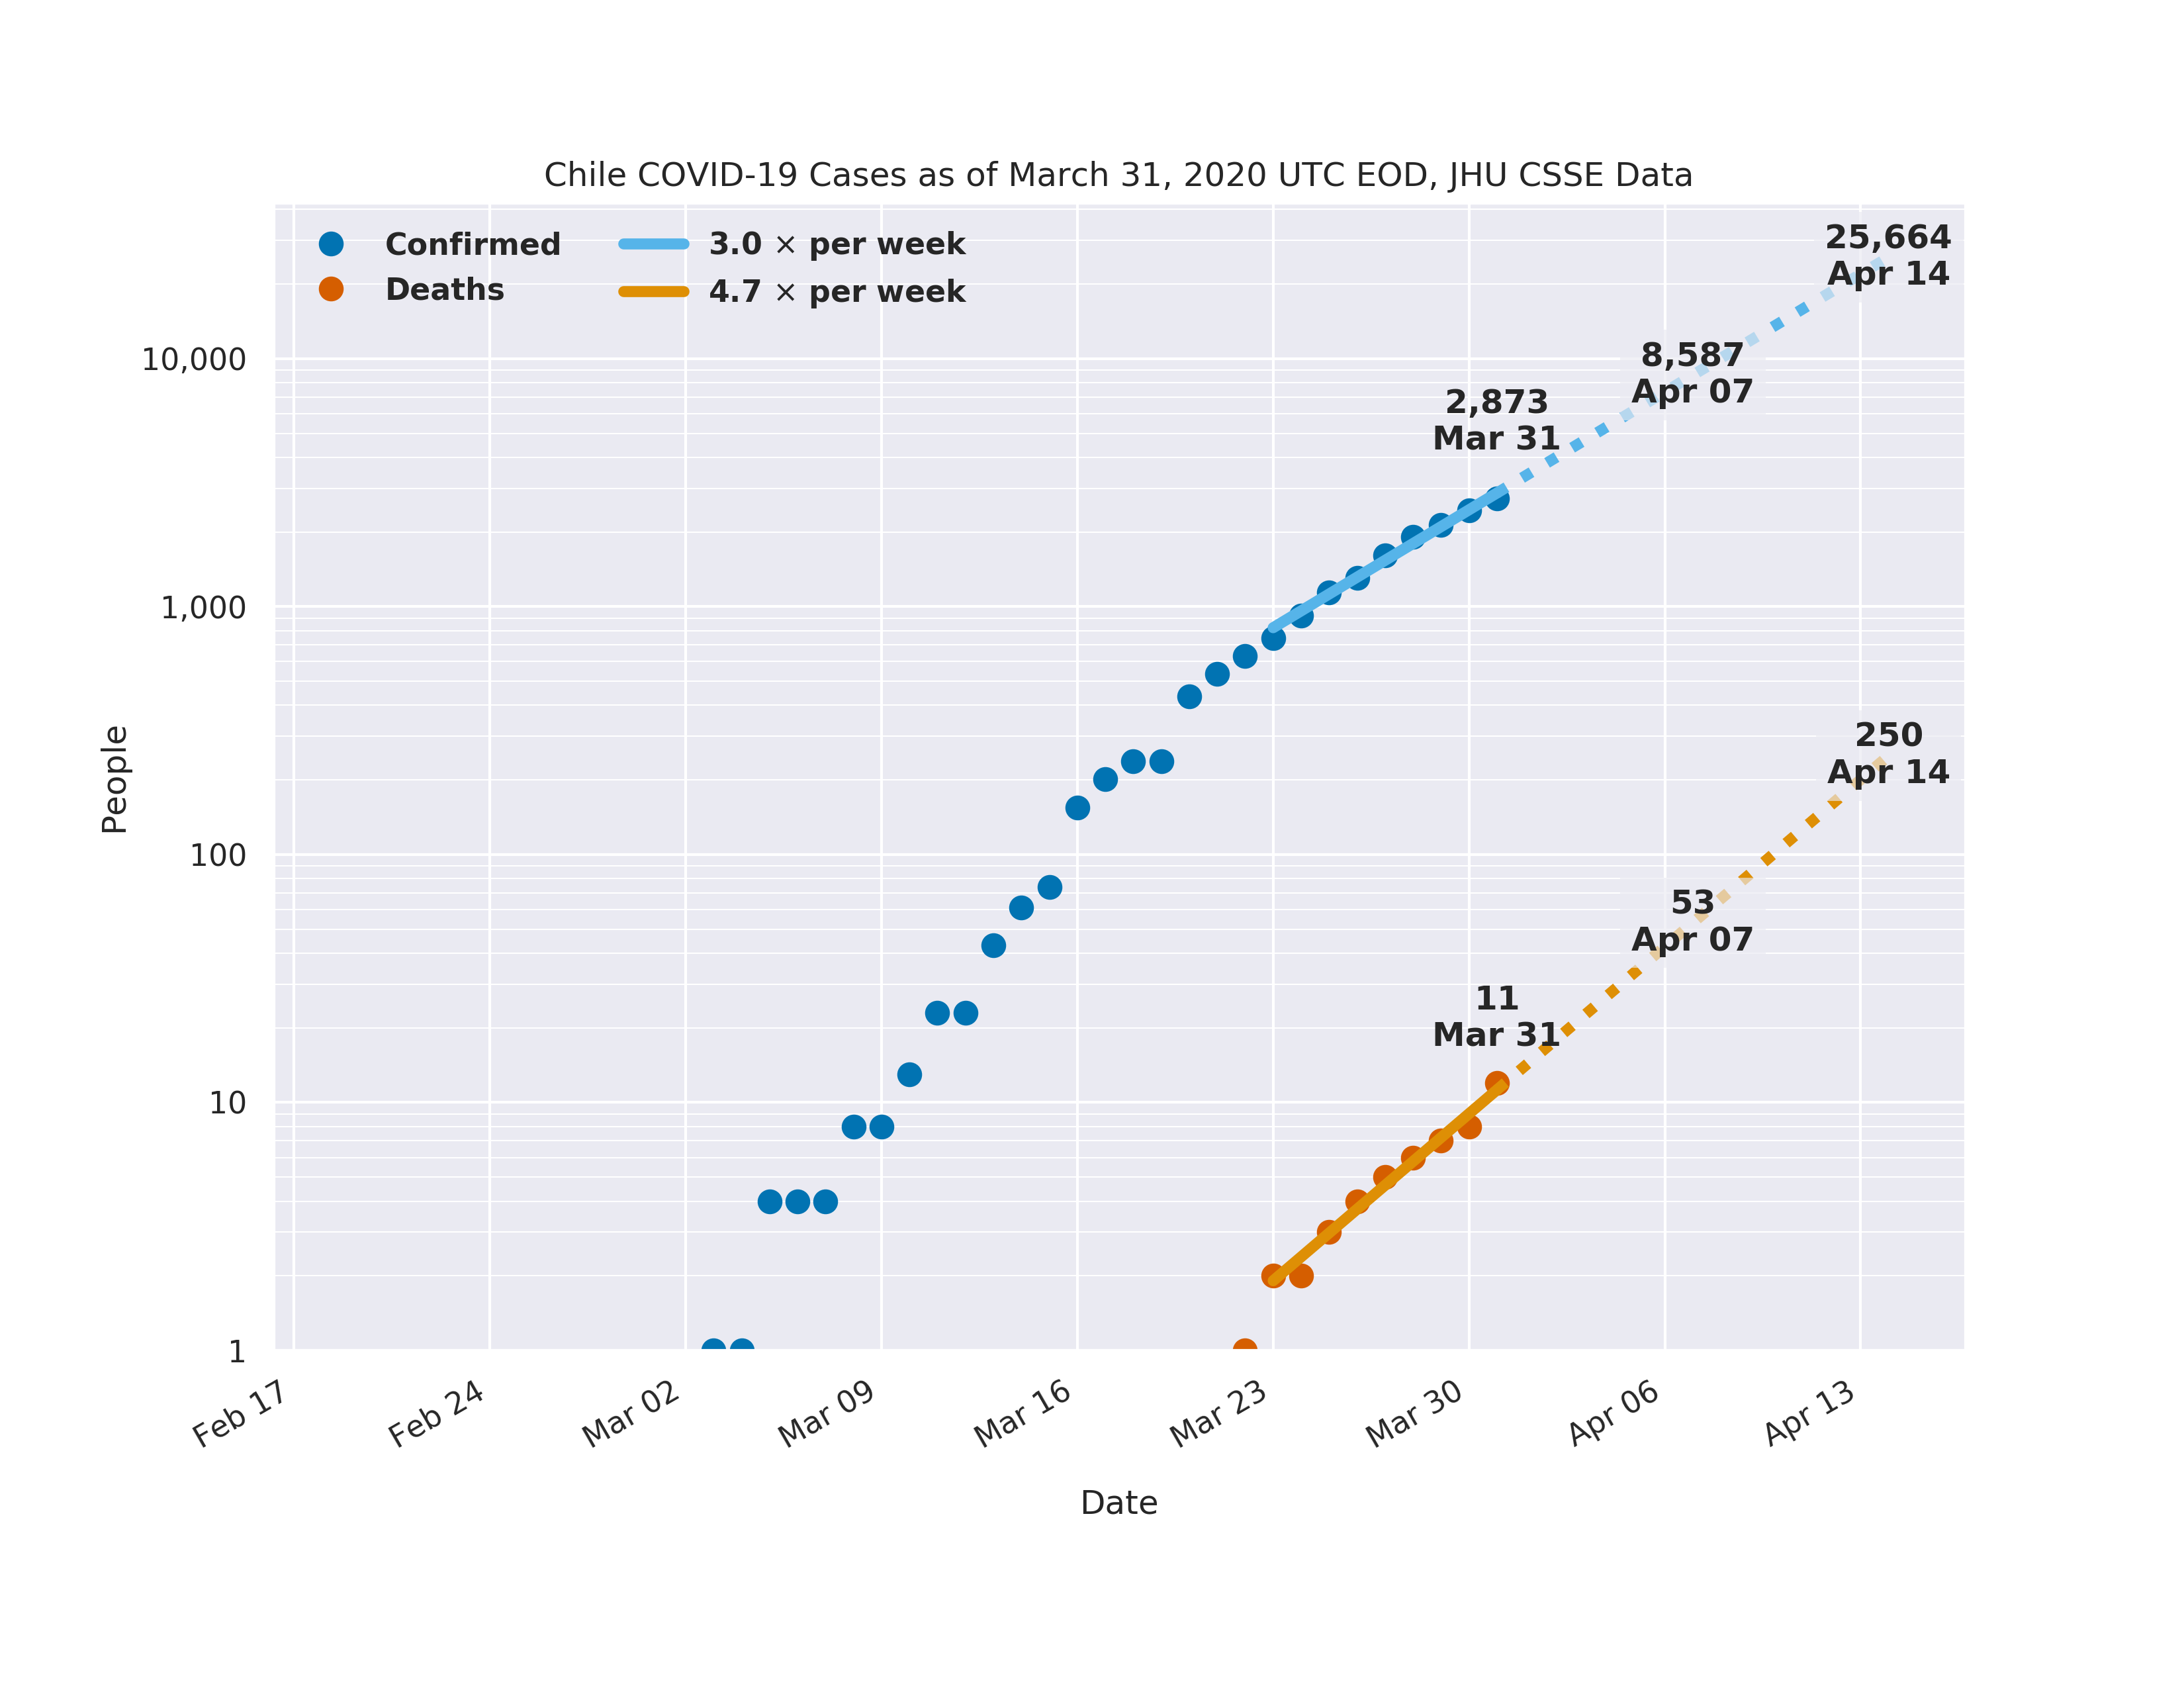 Chile COVID-19 Cases as of March 31, 2020 UTC EOD, JHU CSSE Data
Confirmed
Deaths
3.0 × per week
4.7 × per week
25,664
Apr 14
8,587
Apr 07
2,873
Mar 31
250
Apr 14
53
Apr 07
11
Mar 31
People
10,000
1,000
100
10
1
Feb 17
Feb 24
Mar 02
Mar 09
Mar 16
Mar 23
Mar 30
Apr 06
Apr 13
Date